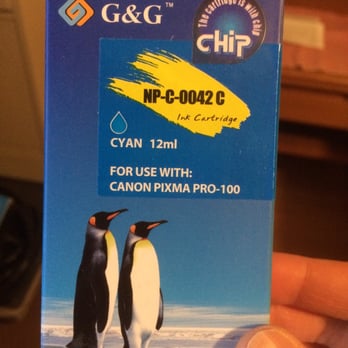 G&G™
The cartridge is with chip
CHIP
NP-C-0042 C
Ink Cartridge
CYAN 12ml
FOR USE WITH:
CANON PIXMA PRO-100